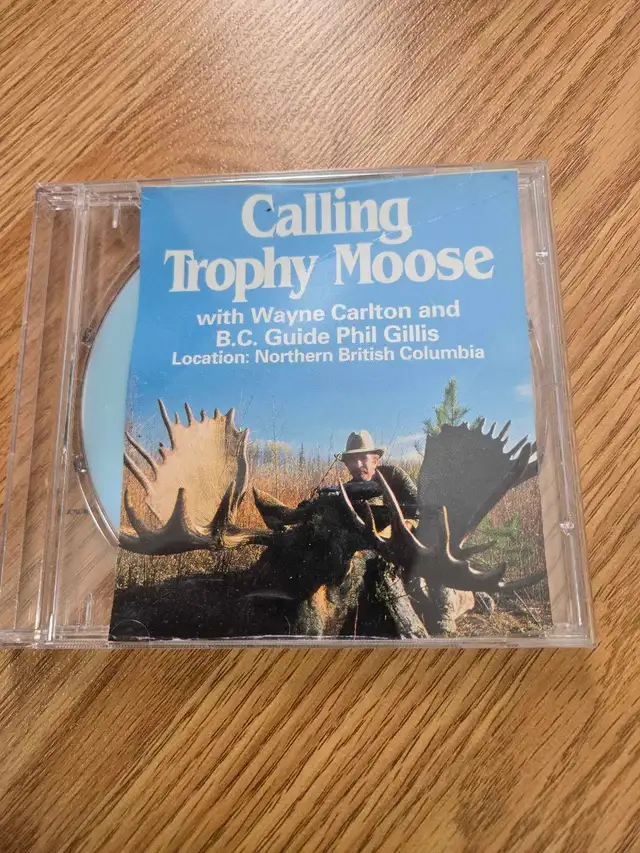 Calling
Trophy Moose
with Wayne Carlton and
B.C. Guide Phil Gillis
Location: Northern British Columbia